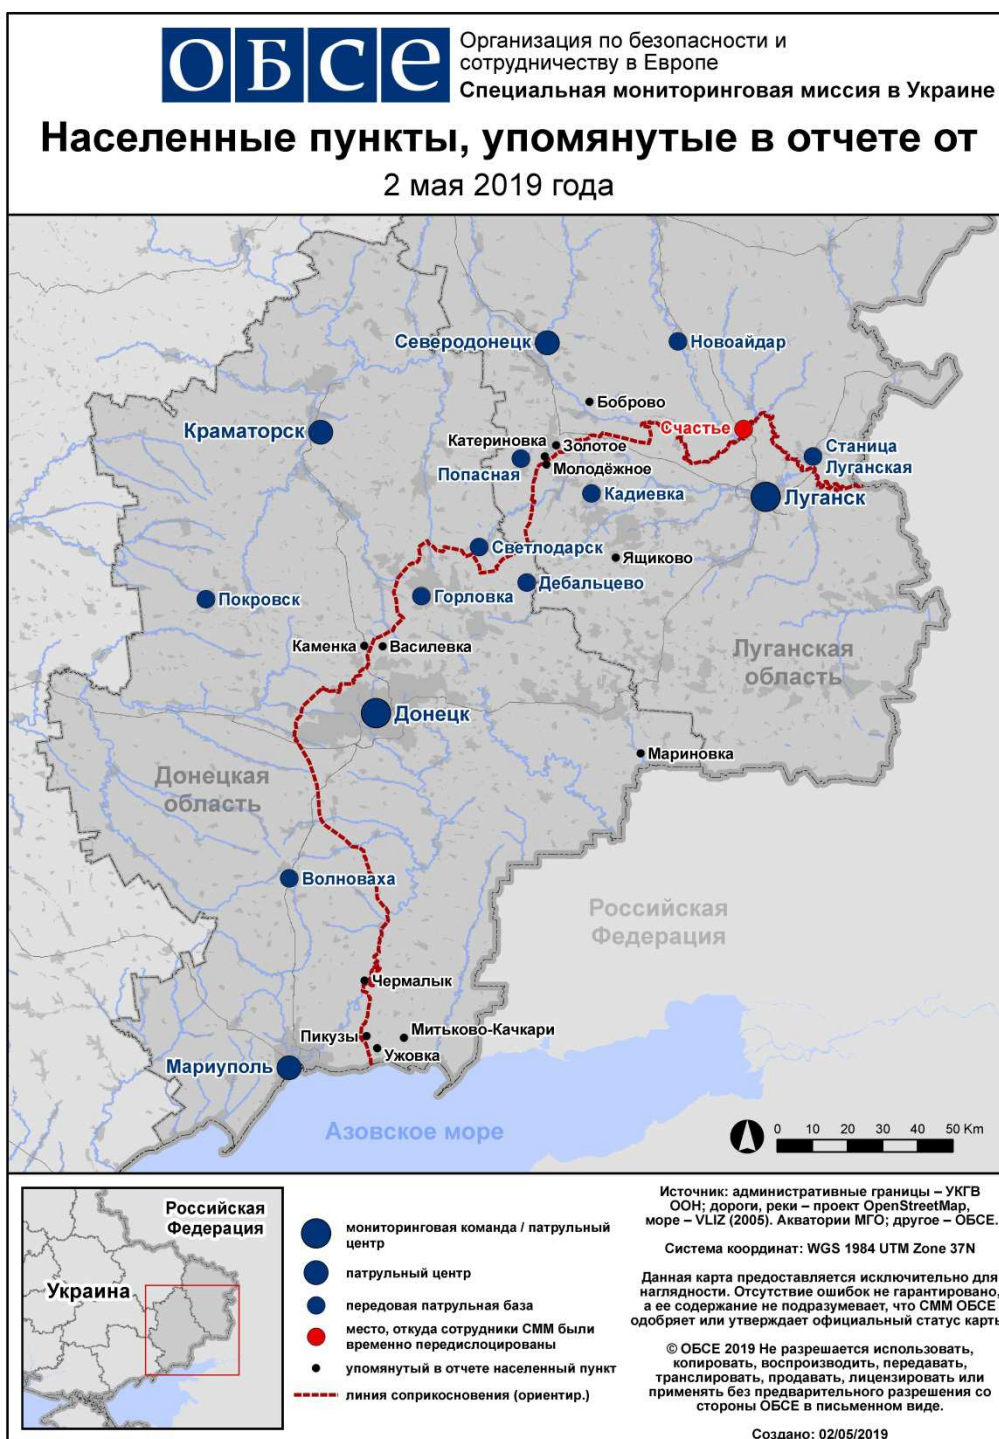 ОБСЕ
Организация по безопасности и
сотрудничеству в Европе
Специальная мониторинговая миссия в Украине
Населенные пункты, упомянутые в отчете от
2 мая 2019 года
Северодонецк
Новоайдар
Боброво
Краматорск
Счастье
Катериновка
Золотое
Станица
Луганская
Попасная
Молодёжное
Кадиевка
Луганск
Светлодарск
Ящиково
Дебальцево
Покровск
Горловка
Каменка
Василевка
Луганская
область
Донецк
Мариновка
Донецкая
область
Волноваха
Российская
Федерация
Чермалык
Пикузы
Митьково-Качкари
Ужовка
Мариуполь
Азовское море
0 10 20 30 40 50 Km
Российская
Федерация
Украина
мониторинговая команда / патрульный
центр
патрульный центр
передовая патрульная база
место, откуда сотрудники СММ были
временно передислоцированы
упомянутый в отчете населенный пункт
линия соприкосновения (ориентир.)
Источник: административные границы – УКГВ
ООН; дороги, реки – проект OpenStreetMap,
море – VLIZ (2005). Акватории МГО; другое – ОБСЕ.
Система координат: WGS 1984 UTM Zone 37N
Данная карта предоставляется исключительно для
наглядности. Отсутствие ошибок не гарантировано,
а ее содержание не подразумевает, что СММ ОБСЕ
одобряет или утверждает официальный статус карты
© ОБСЕ 2019 Не разрешается использовать,
копировать, воспроизводить, передавать,
транслировать, продавать, лицензировать или
применять без предварительного разрешения со
стороны ОБСЕ в письменном виде.
Создано: 02/05/2019